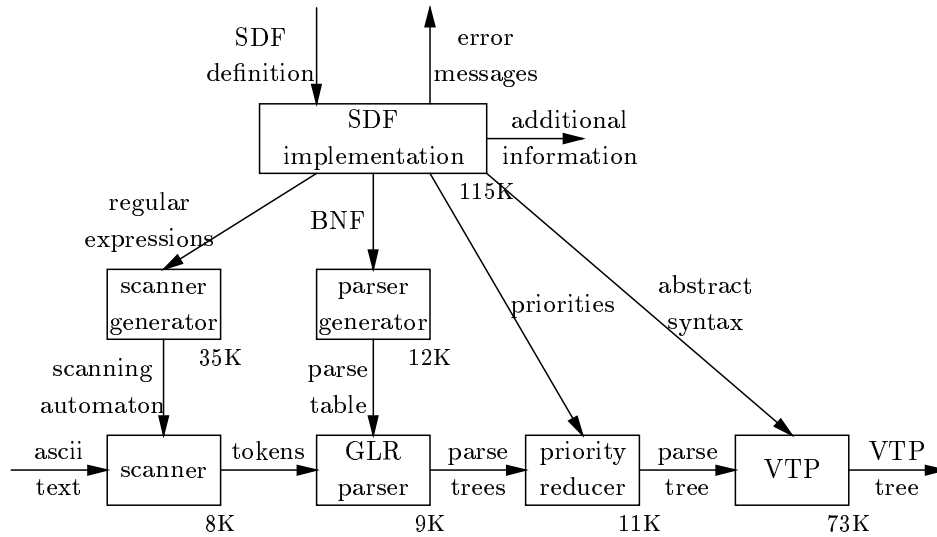 SDF
definition
error
messages
SDF
implementation
additional
information
115K
regular
expressions
BNF
scanner
generator
35K
parser
generator
12K
priorities
abstract
syntax
scanning
automaton
parse
table
ascii
text
scanner
8K
tokens
GLR
parser
9K
parse
trees
priority
reducer
11K
parse
tree
VTP
73K
VTP
tree